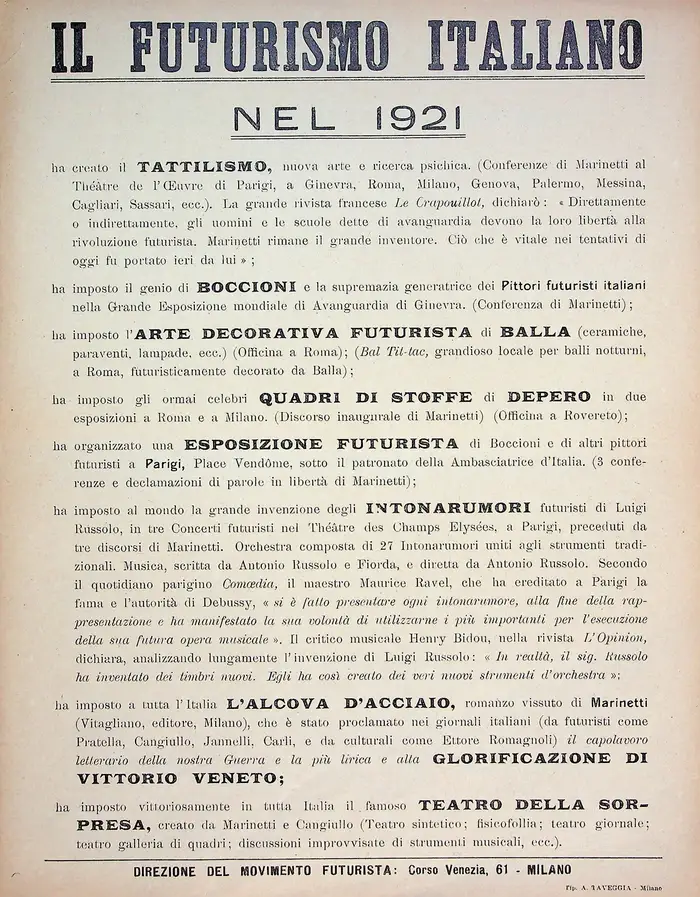 IL FUTURISMO ITALIANO
NEL 1921
ha creato il TATTILISMO, nuova arte e ricerca psichica. (Conferenze di Marinetti al
Théâtre de l'Œuvre di Parigi, a Ginevra, Roma, Milano, Genova, Palermo, Messina,
Cagliari, Sassari, ecc.). La grande rivista francese Le Crapouillot, dichiarò : « Direttamente
o indirettamente, gli uomini e le scuole dette di avanguardia devono la loro libertà alla
rivoluzione futurista. Marinetti rimane il grande inventore. Ciò che è vitale nei tentativi di
oggi fu portato ieri da lui » ;
ha imposto il genio di BOCCIONI e la supremazia generatrice dei Pittori futuristi italiani
nella Grande Esposizione mondiale di Avanguardia di Ginevra. (Conferenza di Marinetti) ;
ha imposto l'ARTE DECORATIVA FUTURISTA di BALLA (ceramiche,
paraventi, lampade, ecc.) (Officina a Roma); (Bal Tit-tac, grandioso locale per balli notturni,
a Roma, futuristicamente decorato da Balla) ;
ha imposto gli ormai celebri QUADRI DI STOFFE di DEPERO in due
esposizioni a Roma e a Milano. (Discorso inaugurale di Marinetti) (Officina a Rovereto) ;
ha organizzato una ESPOSIZIONE FUTURISTA di Boccioni e di altri pittori
futuristi a Parigi, Place Vendôme, sotto il patronato della Ambasciatrice d'Italia. (3 confe-
renze e declamazioni di parole in libertà di Marinetti) ;
ha imposto al mondo la grande invenzione degli INTONARUMORI futuristi di Luigi
Russolo, in tre Concerti futuristi nel Théâtre des Champs Elysées, a Parigi, preceduti da
tre discorsi di Marinetti. Orchestra composta di 27 Intonarumori uniti agli strumenti tradi-
zionali. Musica, scritta da Antonio Russolo e Fiorda, e diretta da Antonio Russolo. Secondo
il quotidiano parigino Comœdia, il maestro Maurice Ravel, che ha ereditato a Parigi la
fama e l'autorità di Debussy, « si è fatto presentare ogni intonarumore, alla fine della rap-
presentazione e ha manifestato la sua volontà di utilizzarne i più importanti per l'esecuzione
della sua futura opera musicale ». Il critico musicale Henry Bidou, nella rivista L'Opinion,
dichiara, analizzando lungamente l'invenzione di Luigi Russolo : « In realtà, il sig. Russolo
ha inventato dei timbri nuovi. Egli ha così creato dei veri nuovi strumenti d'orchestra » ;
ha imposto a tutta l'Italia L'ALCOVA D'ACCIAIO, romanzo vissuto di Marinetti
(Vitagliano, editore, Milano), che è stato proclamato nei giornali italiani (da futuristi come
Pratella, Cangiullo, Jannelli, Carli, e da culturali come Ettore Romagnoli) il capolavoro
letterario della nostra Guerra e la più lirica e alta GLORIFICAZIONE DI
VITTORIO VENETO;
ha imposto vittoriosamente in tutta Italia il famoso TEATRO DELLA SOR-
PRESA, creato da Marinetti e Cangiullo (Teatro sintetico ; fisicofollia ; teatro giornale ;
teatro galleria di quadri ; discussioni improvvisate di strumenti musicali, ecc.).
DIREZIONE DEL MOVIMENTO FUTURISTA: Corso Venezia, 61 - MILANO
Tip. A. TAVEGGIA - Milano